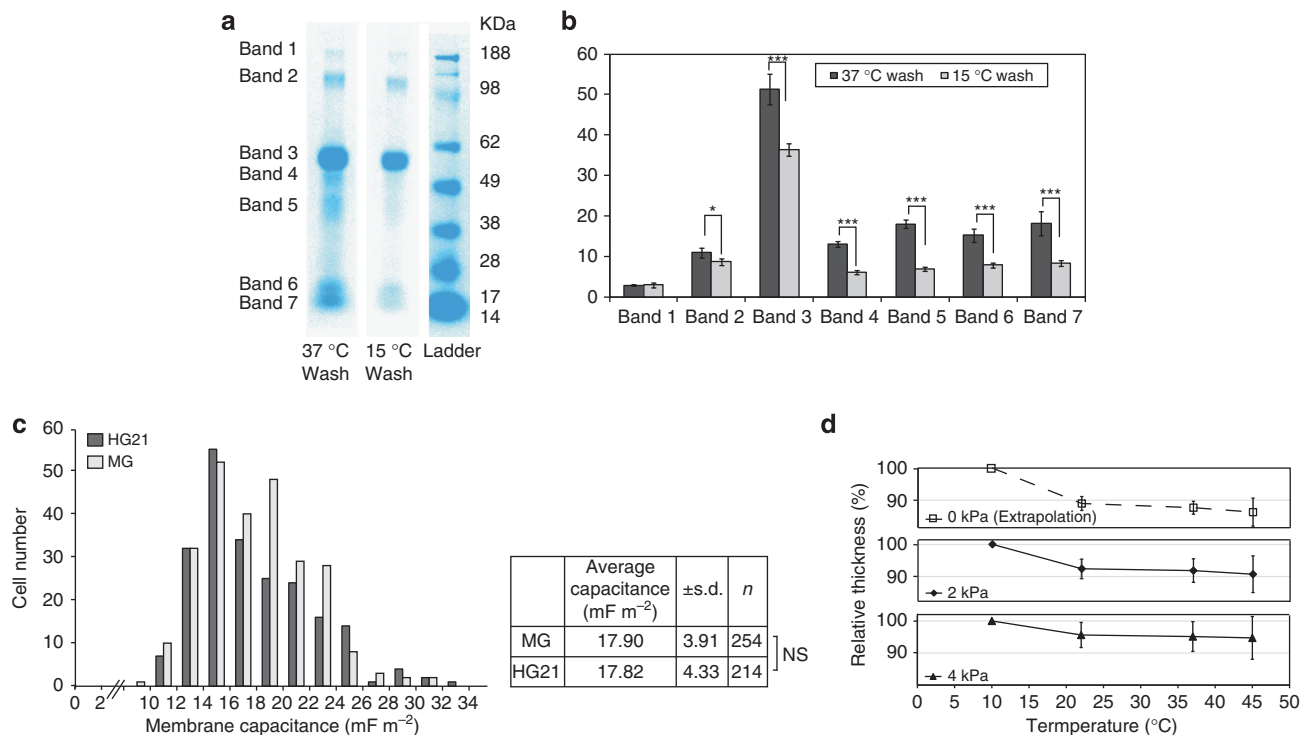 a
KDa
Band 1
Band 2
Band 3
Band 4
Band 5
Band 6
Band 7
188
98
62
49
38
28
17
14
37 °C
Wash
15 °C
Wash
Ladder
b
60
50
40
30
20
10
0
37 °C wash
15 °C wash
*
***
***
***
***
***
Band 1 Band 2 Band 3 Band 4 Band 5 Band 6 Band 7
c
Cell number
60
50
40
30
20
10
0
HG21
MG
0 2 10 12 14 16 18 20 22 24 26 28 30 32 34
Membrane capacitance (mF m⁻²)
Average
capacitance
(mF m⁻²)
±s.d.
n
MG 17.90 3.91 254
HG21 17.82 4.33 214
NS
d
Relative thickness (%)
100
90
0 kPa (Extrapolation)
100
90
2 kPa
100
90
4 kPa
0 5 10 15 20 25 30 35 40 45 50
Termperature (°C)